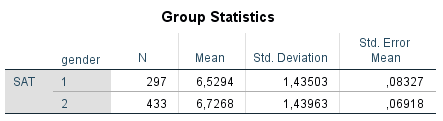 Group Statistics
gender N Mean Std. Deviation Std. Error Mean
SAT 1 297 6,5294 1,43503 ,08327
2 433 6,7268 1,43963 ,06918